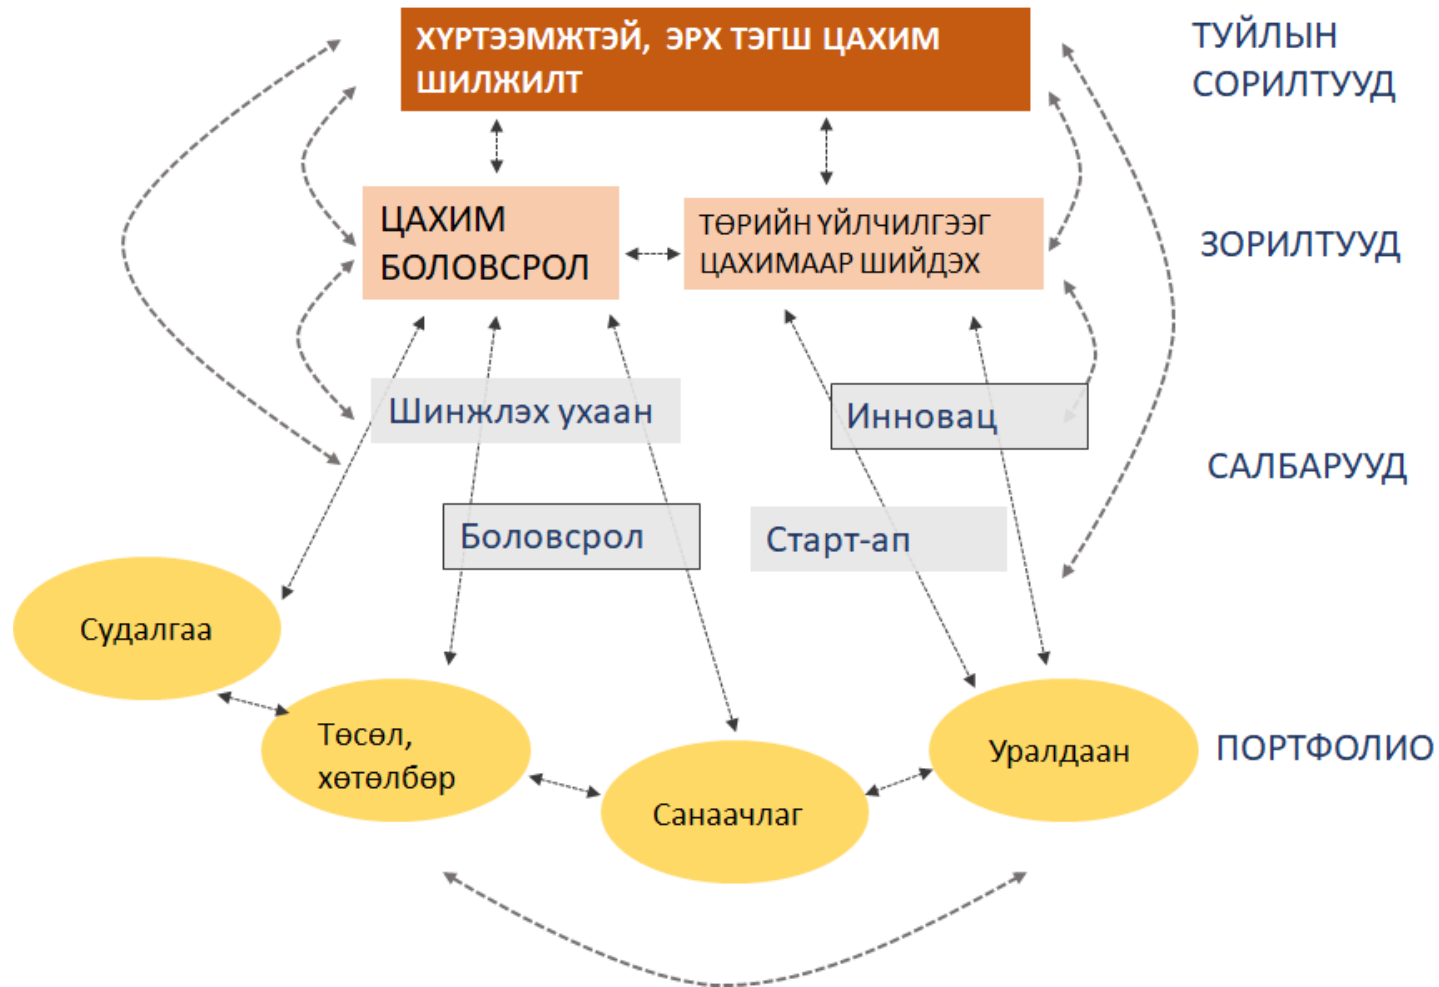 ХҮРТЭЭМЖТЭЙ, ЭРХ ТЭГШ ЦАХИМ
ШИЛЖИЛТ
ТУЙЛЫН
СОРИЛТУУД
ЦАХИМ
БОЛОВСРОЛ
ТӨРИЙН ҮЙЛЧИЛГЭЭГ
ЦАХИМААР ШИЙДЭХ
ЗОРИЛТУУД
Шинжлэх ухаан
Инновац
САЛБАРУУД
Боловсрол
Старт-ап
Судалгаа
Төсөл,
хөтөлбөр
Санаачлаг
Уралдаан
ПОРТФОЛИО